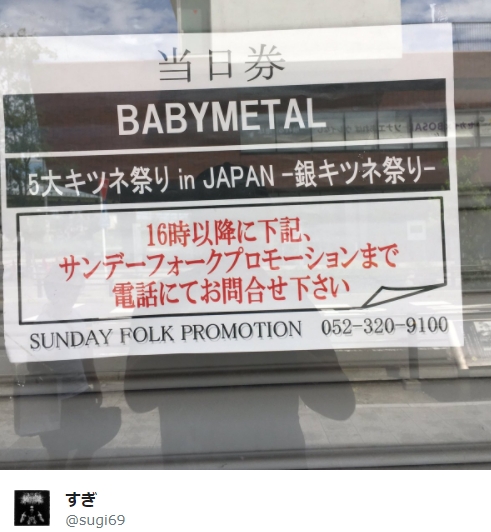 当日券
BABYMETAL
5大キツネ祭り in JAPAN -銀キツネ祭り-
16時以降に下記、
サンデーフォークプロモーションまで
電話にてお問合せ下さい
SUNDAY FOLK PROMOTION 052-320-9100
すぎ
@sugi69